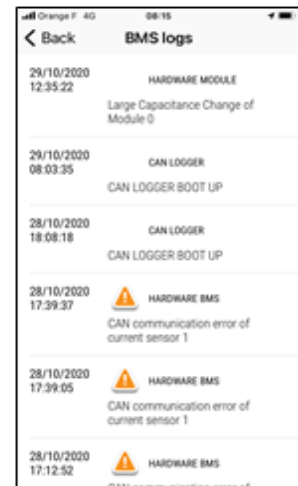 Orange F 4G 08:15
Back BMS logs
29/10/2020
12:35:22
HARDWARE MODULE
Large Capacitance Change of
Module 0
29/10/2020
08:03:35
CAN LOGGER
CAN LOGGER BOOT UP
28/10/2020
18:08:18
CAN LOGGER
CAN LOGGER BOOT UP
28/10/2020
17:39:37
HARDWARE BMS
CAN communication error of
current sensor 1
28/10/2020
17:39:05
HARDWARE BMS
CAN communication error of
current sensor 1
28/10/2020
17:12:52
HARDWARE BMS
CAN communication error of